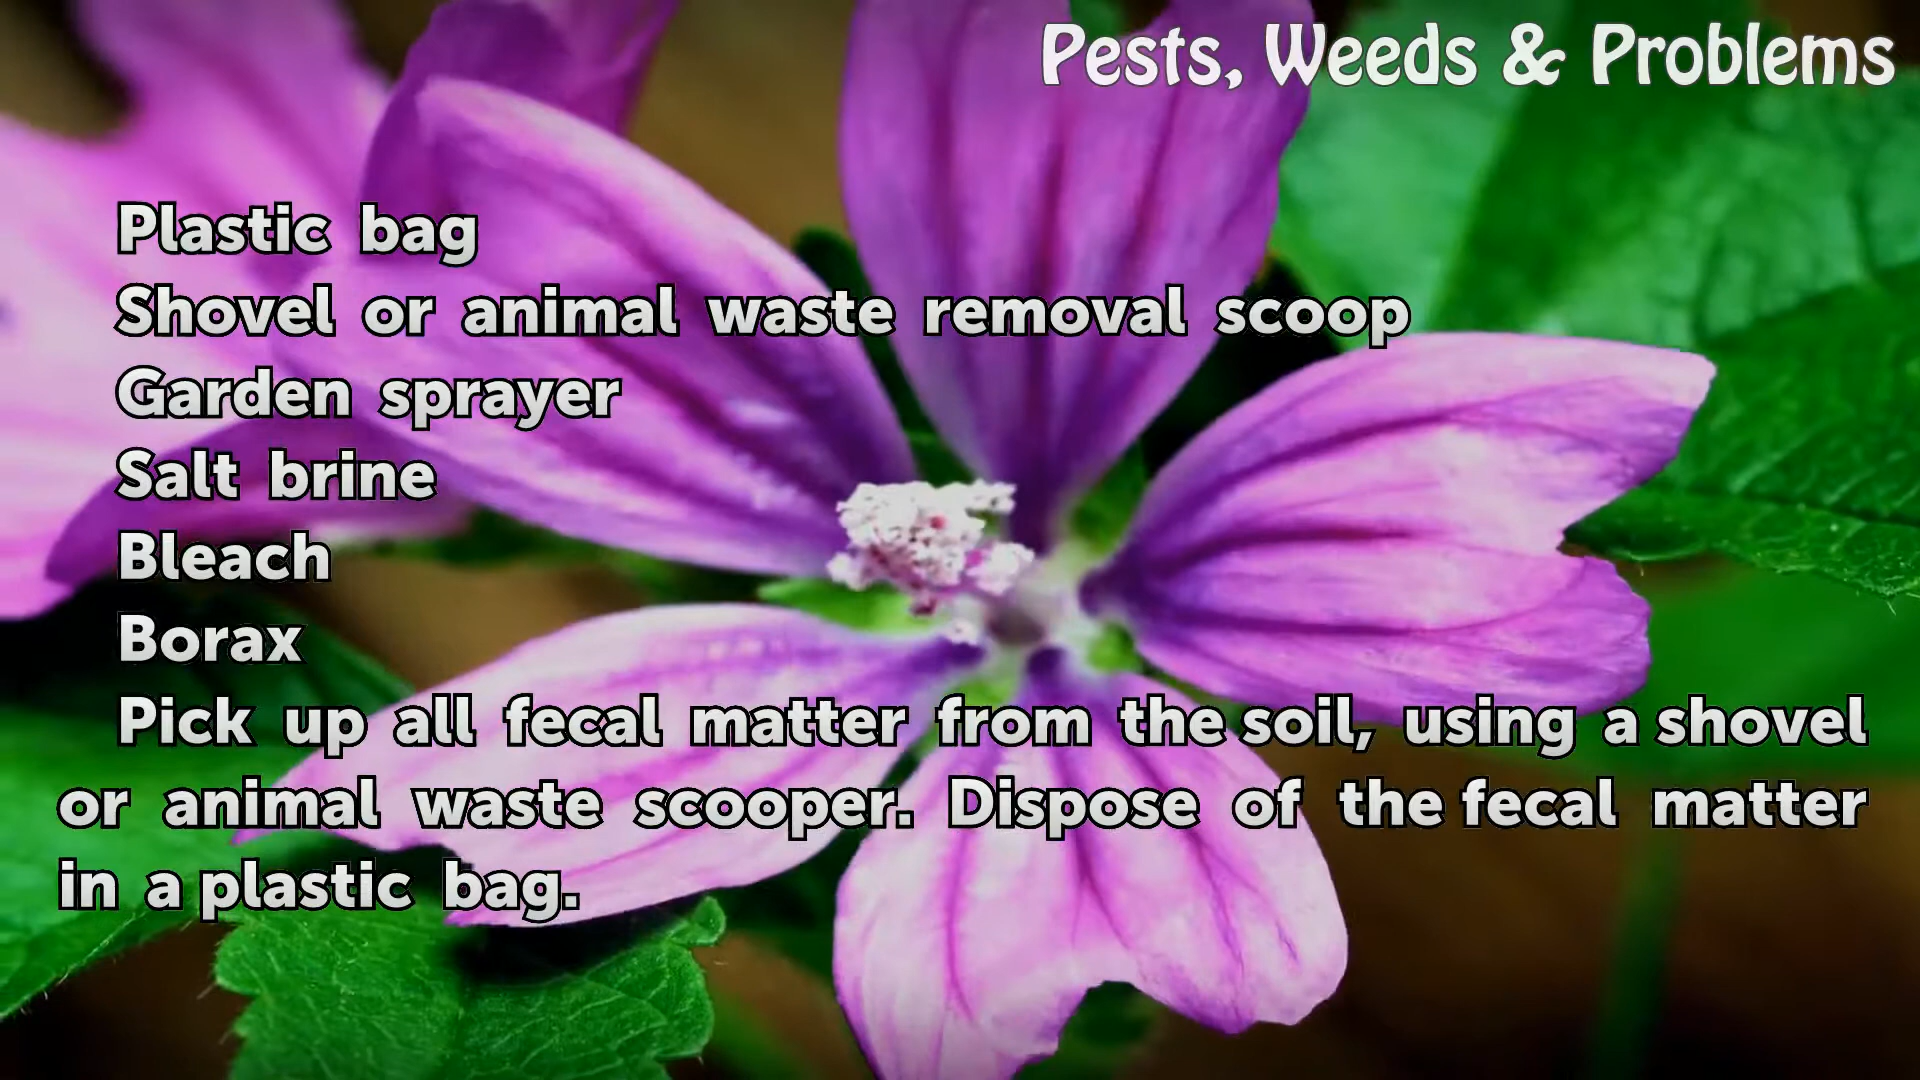 Pests, Weeds & Problems
Plastic bag
Shovel or animal waste removal scoop
Garden sprayer
Salt brine
Bleach
Borax
Pick up all fecal matter from the soil, using a shovel
or animal waste scooper. Dispose of the fecal matter
in a plastic bag.